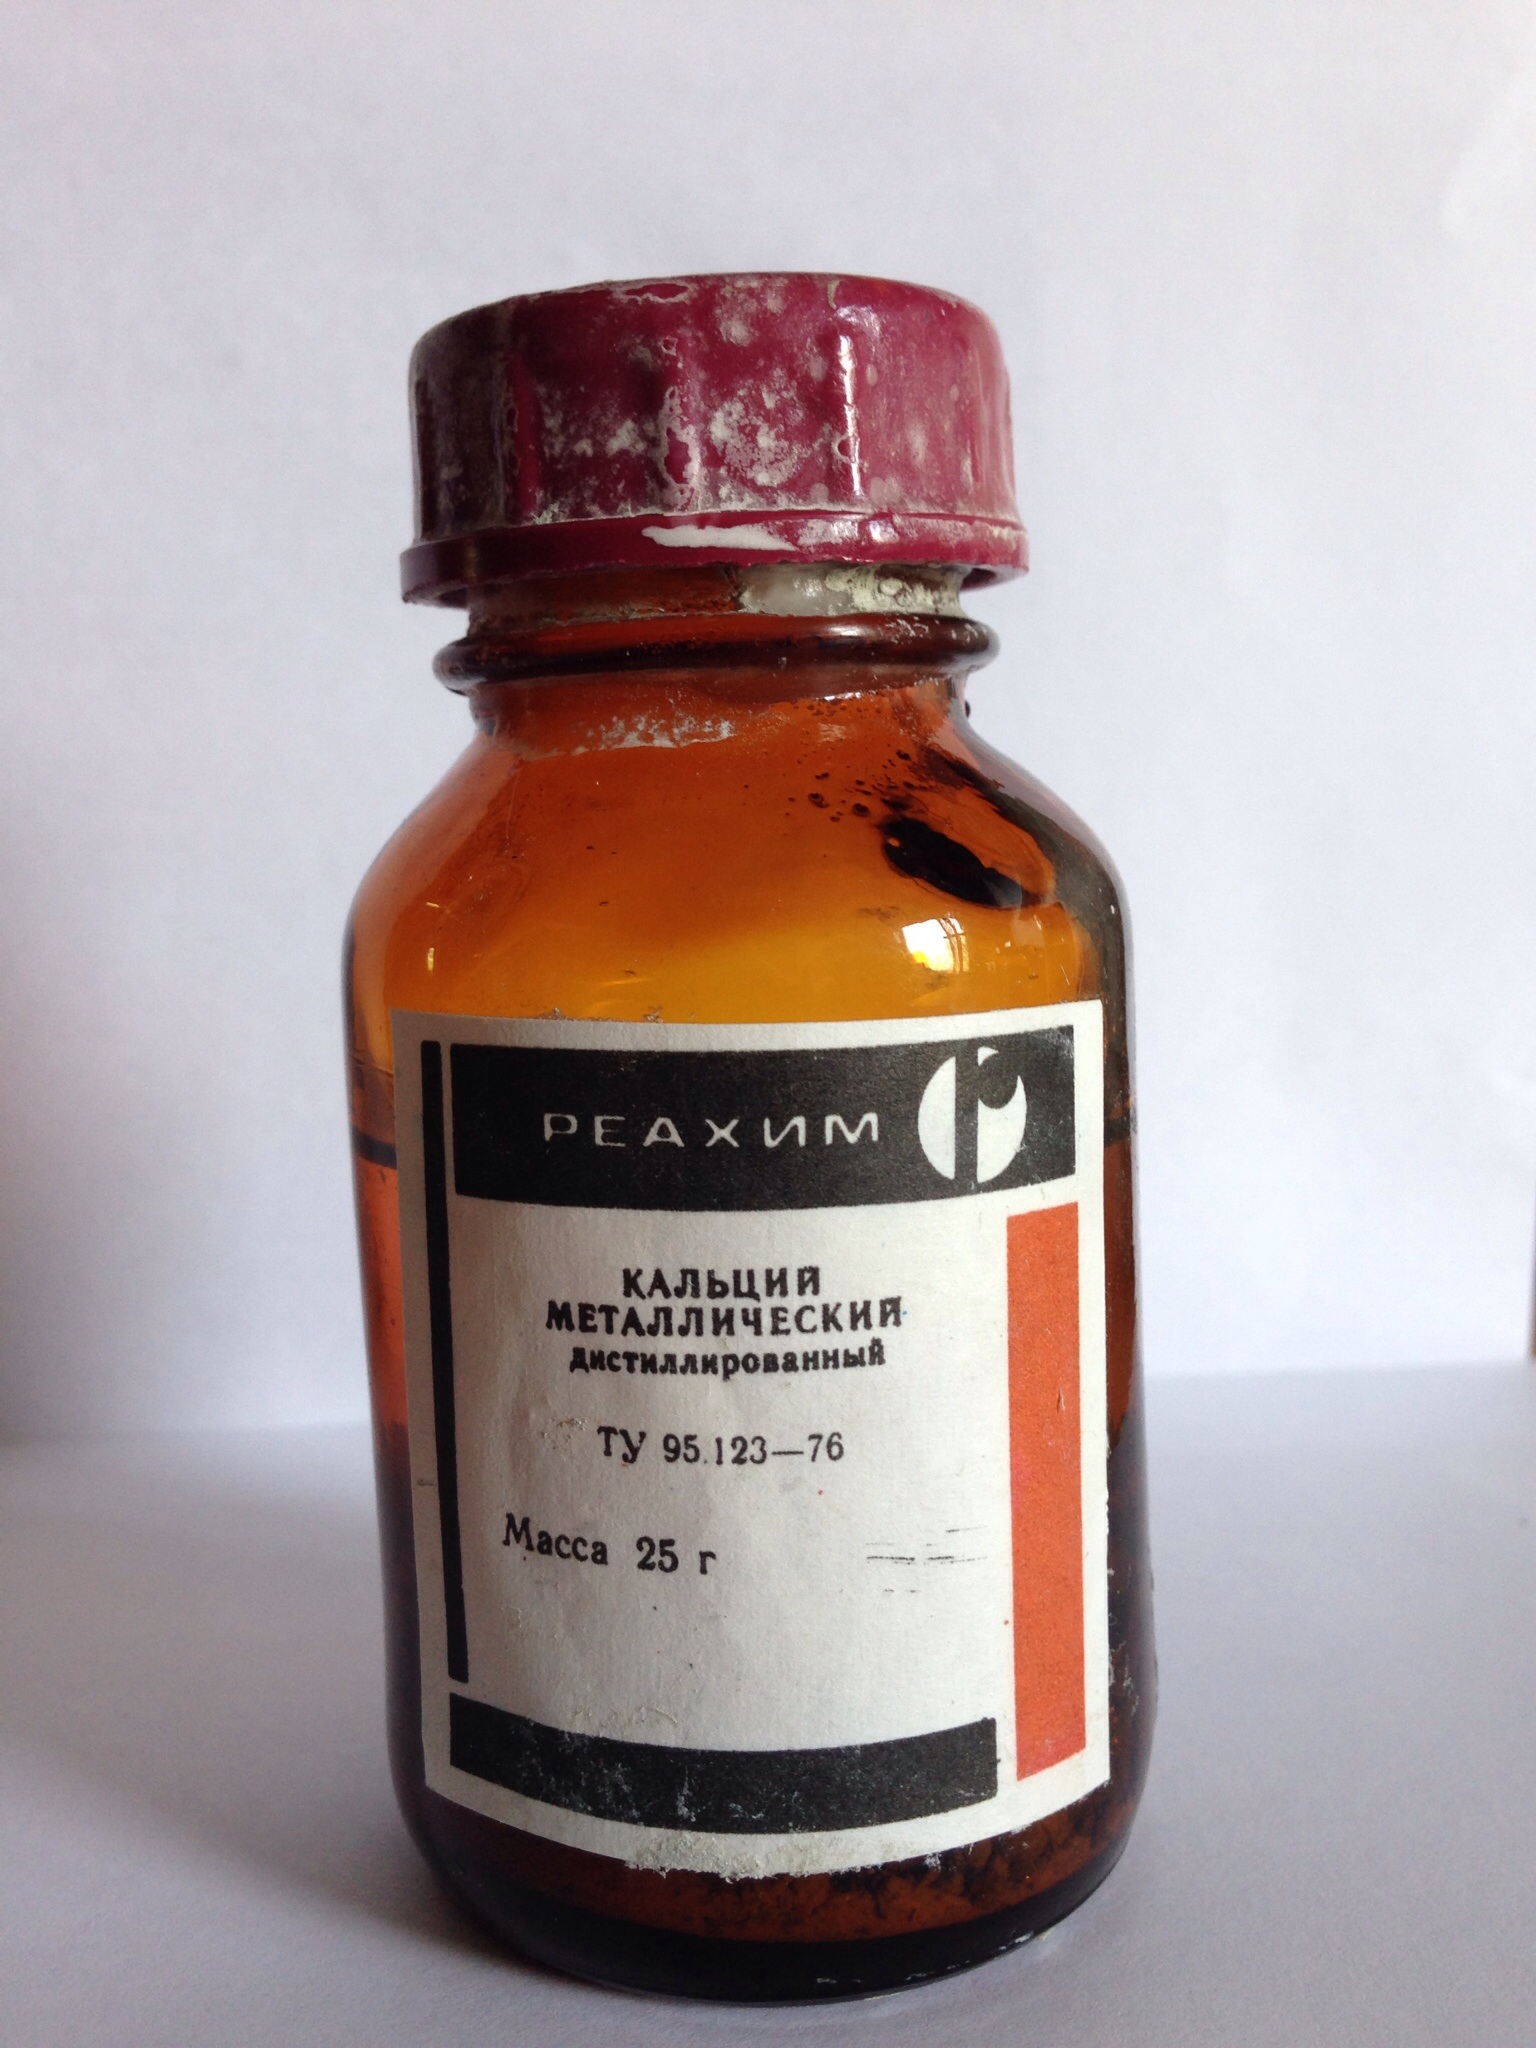 РЕАХИМ
КАЛЬЦИЙ
МЕТАЛЛИЧЕСКИЙ
дистиллированный
ТУ 95.123—76
Масса 25 г